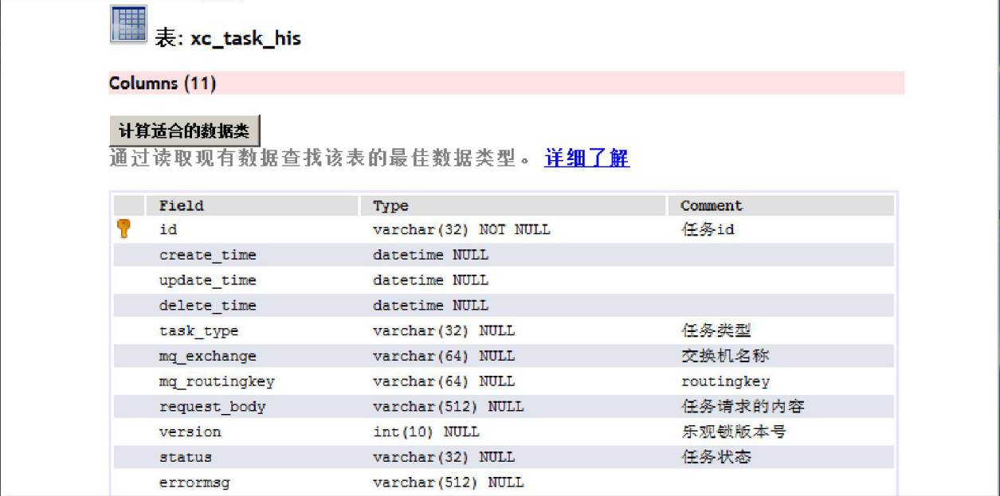 表: xc_task_his
Columns (11)
计算适合的数据类
通过读取现有数据查找该表的最佳数据类型。 详细了解
Field Type Comment
id varchar(32) NOT NULL 任务id
create_time datetime NULL
update_time datetime NULL
delete_time datetime NULL
task_type varchar(32) NULL 任务类型
mq_exchange varchar(64) NULL 交换机名称
mq_routingkey varchar(64) NULL routingkey
request_body varchar(512) NULL 任务请求的内容
version int(10) NULL 乐观锁版本号
status varchar(32) NULL 任务状态
errormsg varchar(512) NULL